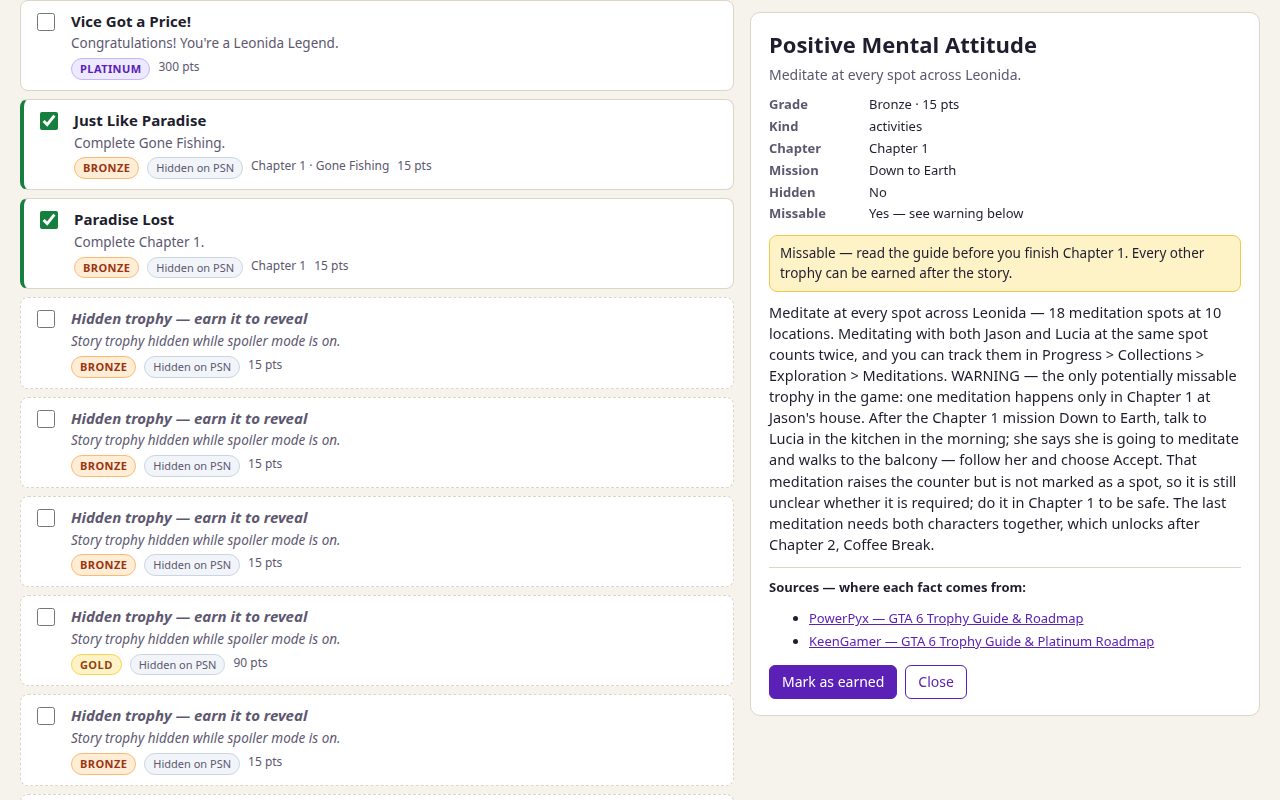 Vice Got a Price!
Congratulations! You're a Leonida Legend.
PLATINUM 300 pts
Just Like Paradise
Complete Gone Fishing.
BRONZE Hidden on PSN Chapter 1 · Gone Fishing 15 pts
Paradise Lost
Complete Chapter 1.
BRONZE Hidden on PSN Chapter 1 15 pts
Hidden trophy — earn it to reveal
Story trophy hidden while spoiler mode is on.
BRONZE Hidden on PSN 15 pts
Hidden trophy — earn it to reveal
Story trophy hidden while spoiler mode is on.
BRONZE Hidden on PSN 15 pts
Hidden trophy — earn it to reveal
Story trophy hidden while spoiler mode is on.
BRONZE Hidden on PSN 15 pts
Hidden trophy — earn it to reveal
Story trophy hidden while spoiler mode is on.
GOLD Hidden on PSN 90 pts
Hidden trophy — earn it to reveal
Story trophy hidden while spoiler mode is on.
BRONZE Hidden on PSN 15 pts
Positive Mental Attitude
Meditate at every spot across Leonida.
Grade Bronze · 15 pts
Kind activities
Chapter Chapter 1
Mission Down to Earth
Hidden No
Missable Yes — see warning below
Missable — read the guide before you finish Chapter 1. Every other
trophy can be earned after the story.
Meditate at every spot across Leonida — 18 meditation spots at 10
locations. Meditating with both Jason and Lucia at the same spot
counts twice, and you can track them in Progress > Collections >
Exploration > Meditations. WARNING — the only potentially missable
trophy in the game: one meditation happens only in Chapter 1 at
Jason's house. After the Chapter 1 mission Down to Earth, talk to
Lucia in the kitchen in the morning; she says she is going to meditate
and walks to the balcony — follow her and choose Accept. That
meditation raises the counter but is not marked as a spot, so it is still
unclear whether it is required; do it in Chapter 1 to be safe. The last
meditation needs both characters together, which unlocks after
Chapter 2, Coffee Break.
Sources — where each fact comes from:
PowerPyx — GTA 6 Trophy Guide & Roadmap
KeenGamer — GTA 6 Trophy Guide & Platinum Roadmap
Mark as earned Close